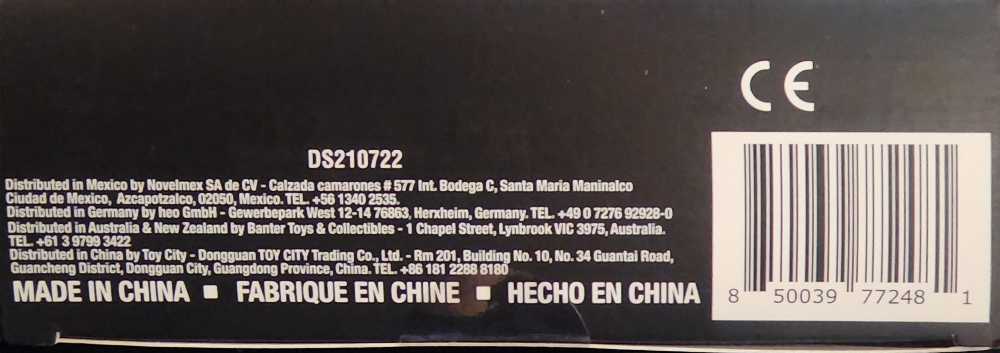 CE
DS210722
Distributed in Mexico by Novelmex SA de CV - Calzada camarones # 577 Int. Bodega C, Santa Maria Maninalco
Ciudad de Mexico, Azcapotzalco, 02050, Mexico. TEL. +56 1340 2535.
Distributed in Germany by heo GmbH - Gewerbepark West 12-14 76863, Herxheim, Germany. TEL. +49 0 7276 92928-0
Distributed in Australia & New Zealand by Banter Toys & Collectibles - 1 Chapel Street, Lynbrook VIC 3975, Australia.
TEL. +61 3 9799 3422
Distributed in China by Toy City - Dongguan TOY CITY Trading Co., Ltd. - Rm 201, Building No. 10, No. 34 Guantai Road,
Guancheng District, Dongguan City, Guangdong Province, China. TEL. +86 181 2288 8180
MADE IN CHINA ▪ FABRIQUE EN CHINE ▪ HECHO EN CHINA
8 50039 77248 1